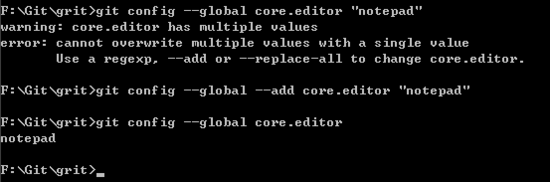 F:\Git\grit>git config --global core.editor "notepad"
warning: core.editor has multiple values
error: cannot overwrite multiple values with a single value
       Use a regexp, --add or --replace-all to change core.editor.
F:\Git\grit>git config --global --add core.editor "notepad"
F:\Git\grit>git config --global core.editor
notepad
F:\Git\grit>_